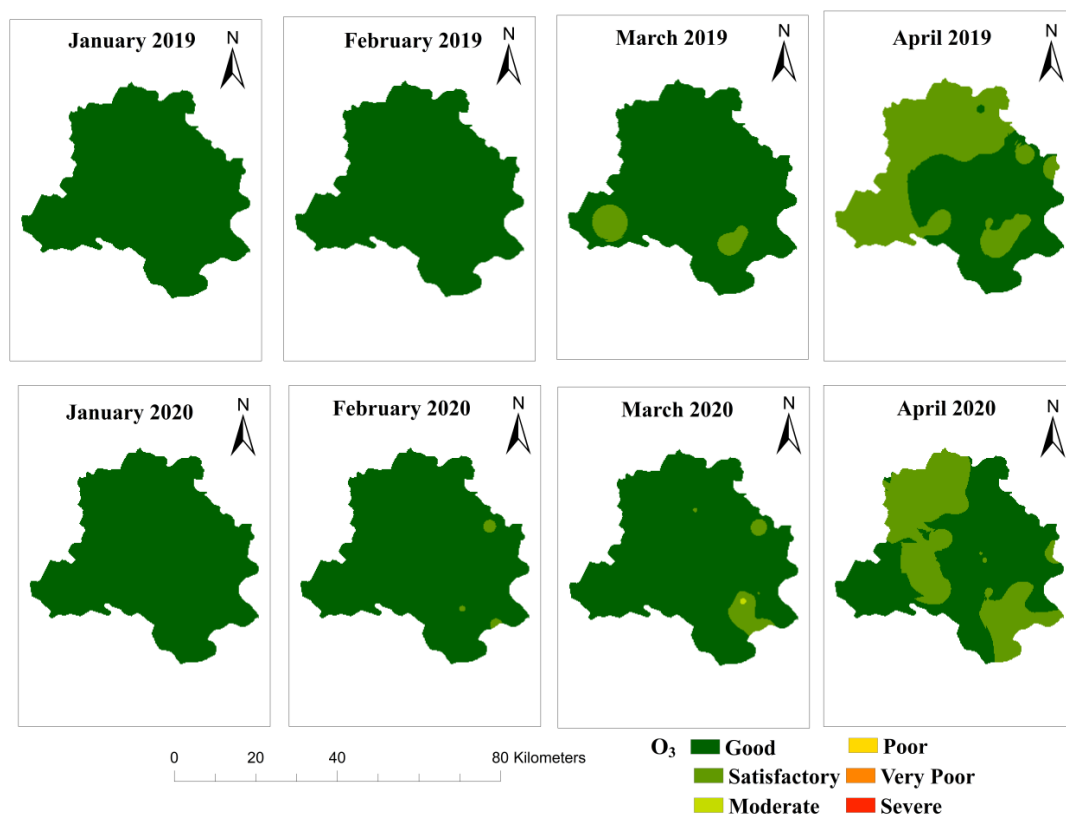 January 2019
N
February 2019
N
March 2019
N
April 2019
N
January 2020
N
February 2020
N
March 2020
N
April 2020
N
0 20 40 80 Kilometers
O₃ Good Poor
Satisfactory Very Poor
Moderate Severe